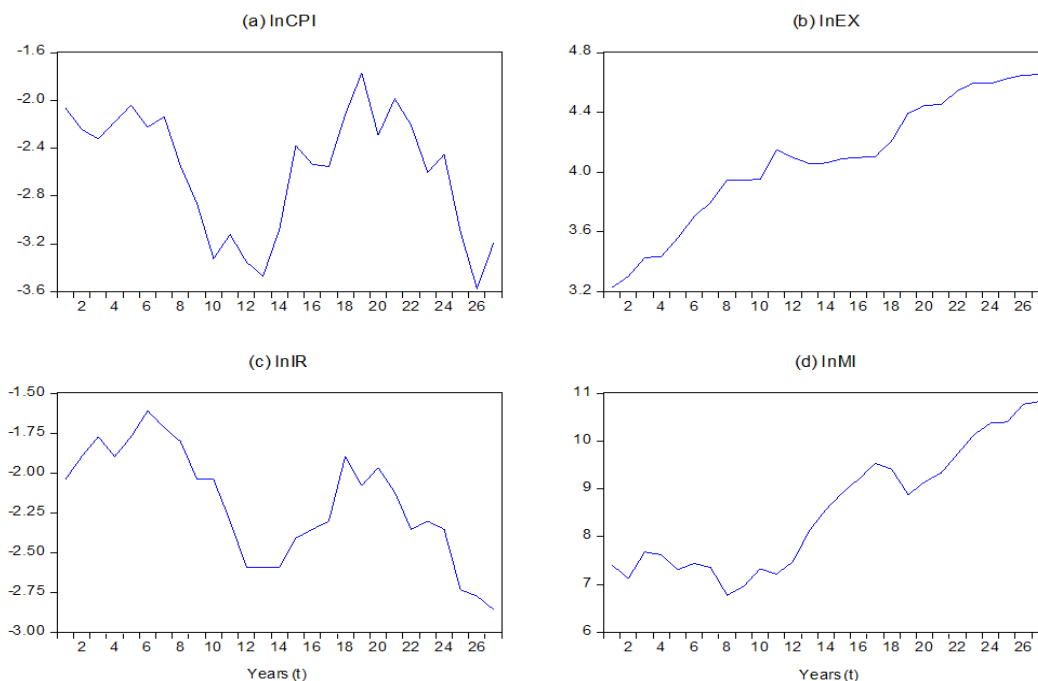 (a) lnCPI
-1.6
-2.0
-2.4
-2.8
-3.2
-3.6
2 4 6 8 10 12 14 16 18 20 22 24 26
(b) lnEX
4.8
4.4
4.0
3.6
3.2
2 4 6 8 10 12 14 16 18 20 22 24 26
(c) lnIR
-1.50
-1.75
-2.00
-2.25
-2.50
-2.75
-3.00
2 4 6 8 10 12 14 16 18 20 22 24 26
Years(t)
(d) lnMI
11
10
9
8
7
6
2 4 6 8 10 12 14 16 18 20 22 24 26
Years(t)